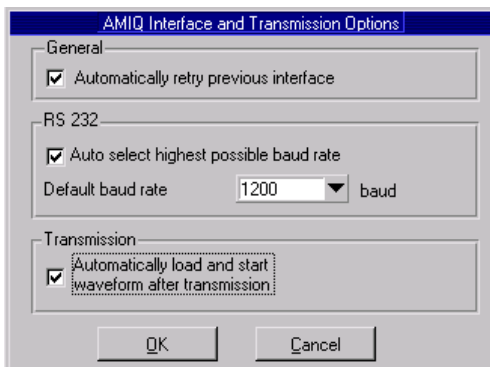 AMIQ Interface and Transmission Options
General
Automatically retry previous interface
RS 232
Auto select highest possible baud rate
Default baud rate 1200 baud
Transmission
Automatically load and start
waveform after transmission
OK Cancel